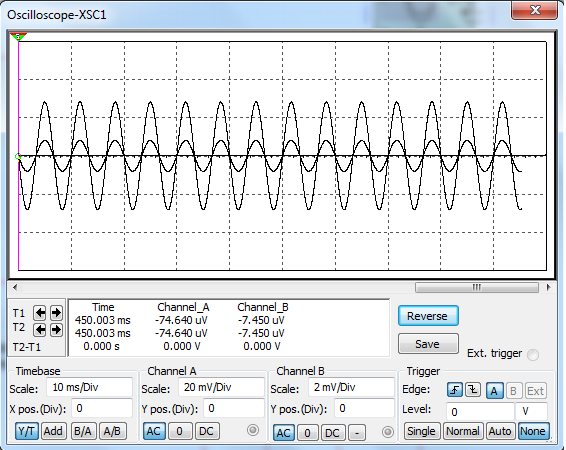 Oscilloscope-XSC1
Time Channel_A Channel_B
T1 450.003 ms -74.640 uV -7.450 uV
T2 450.003 ms -74.640 uV -7.450 uV
T2-T1 0.000 s 0.000 V 0.000 V
Reverse
Save
Ext. trigger
Timebase Channel A Channel B Trigger
Scale: 10 ms/Div Scale: 20 mV/Div Scale: 2 mV/Div Edge: A B Ext
X pos.(Div): 0 Y pos.(Div): 0 Y pos.(Div): 0 Level: 0 V
Y/T Add B/A A/B AC 0 DC AC 0 DC - Single Normal Auto None